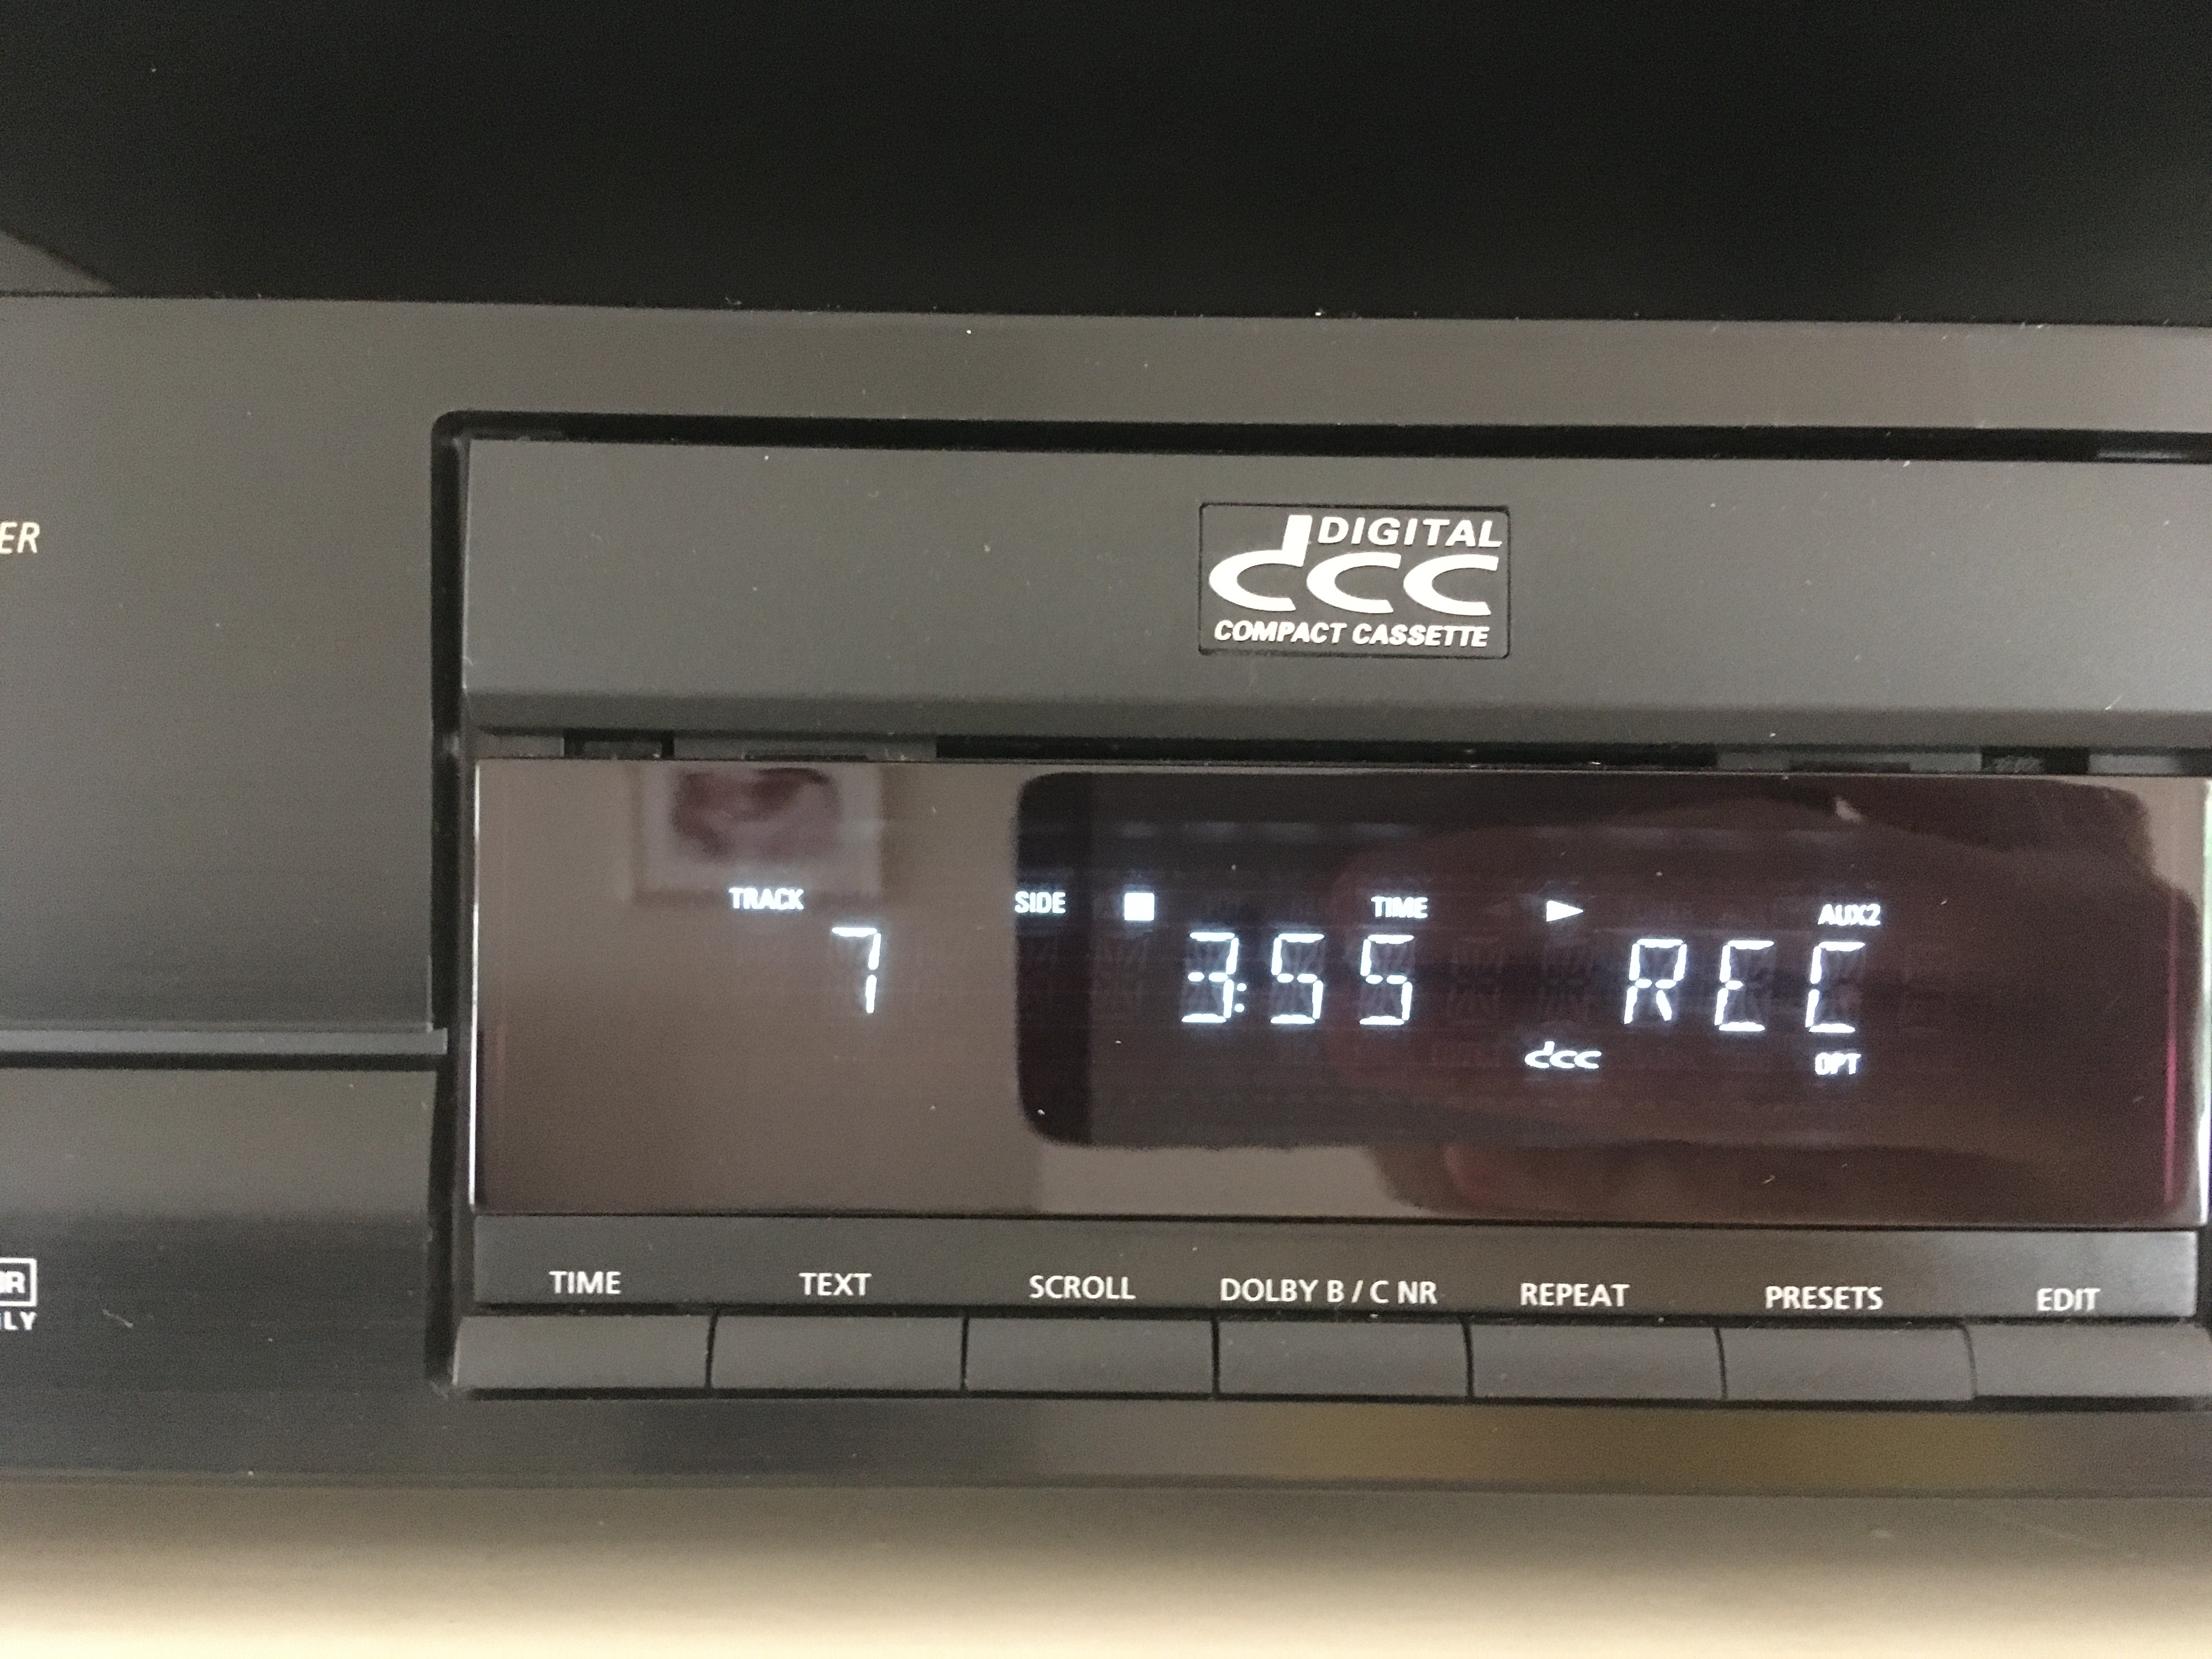 ER
DIGITAL
dcc
COMPACT CASSETTE
TRACK SIDE TIME AUX2
7 3:55 REC
dcc OPT
TIME TEXT SCROLL DOLBY B / C NR REPEAT PRESETS EDIT